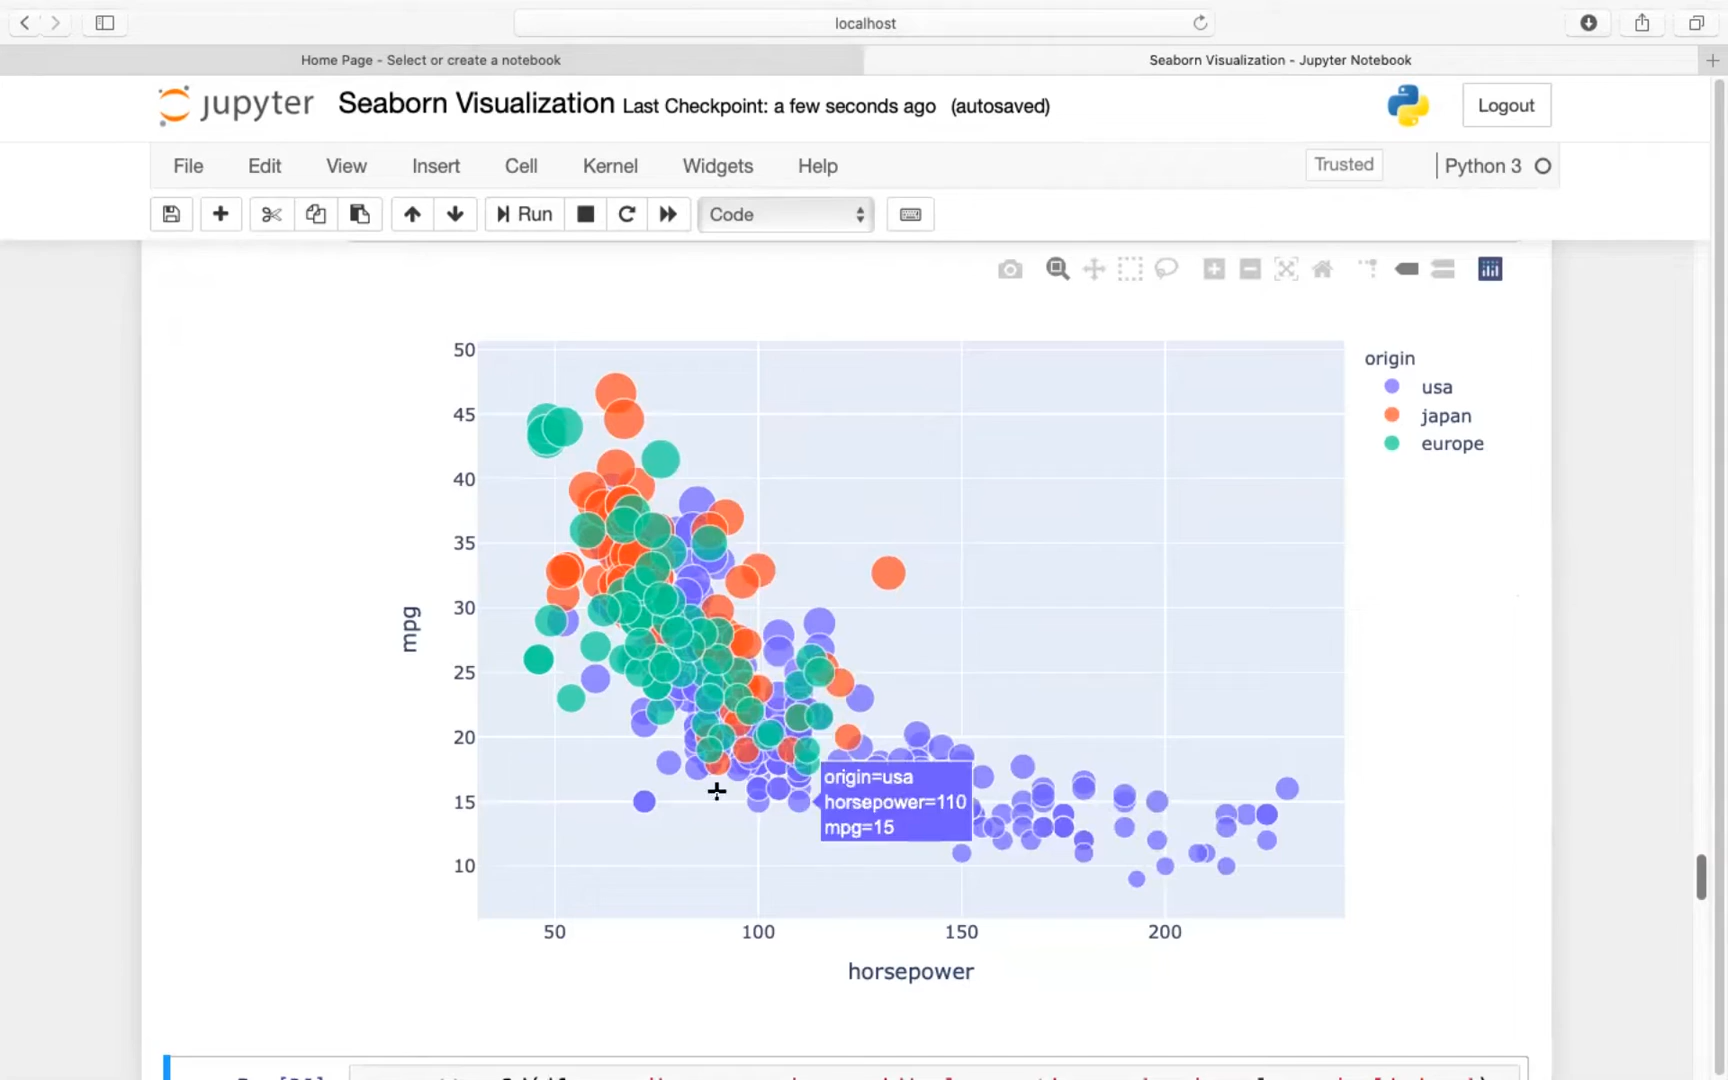 localhost
Home Page - Select or create a notebook
Seaborn Visualization - Jupyter Notebook
jupyter Seaborn Visualization Last Checkpoint: a few seconds ago (autosaved)
Logout
File Edit View Insert Cell Kernel Widgets Help
Trusted
Python 3
Run
Code
50
45
40
35
30
25
20
15
10
mpg
origin
usa
japan
europe
origin=usa
horsepower=110
mpg=15
50 100 150 200
horsepower